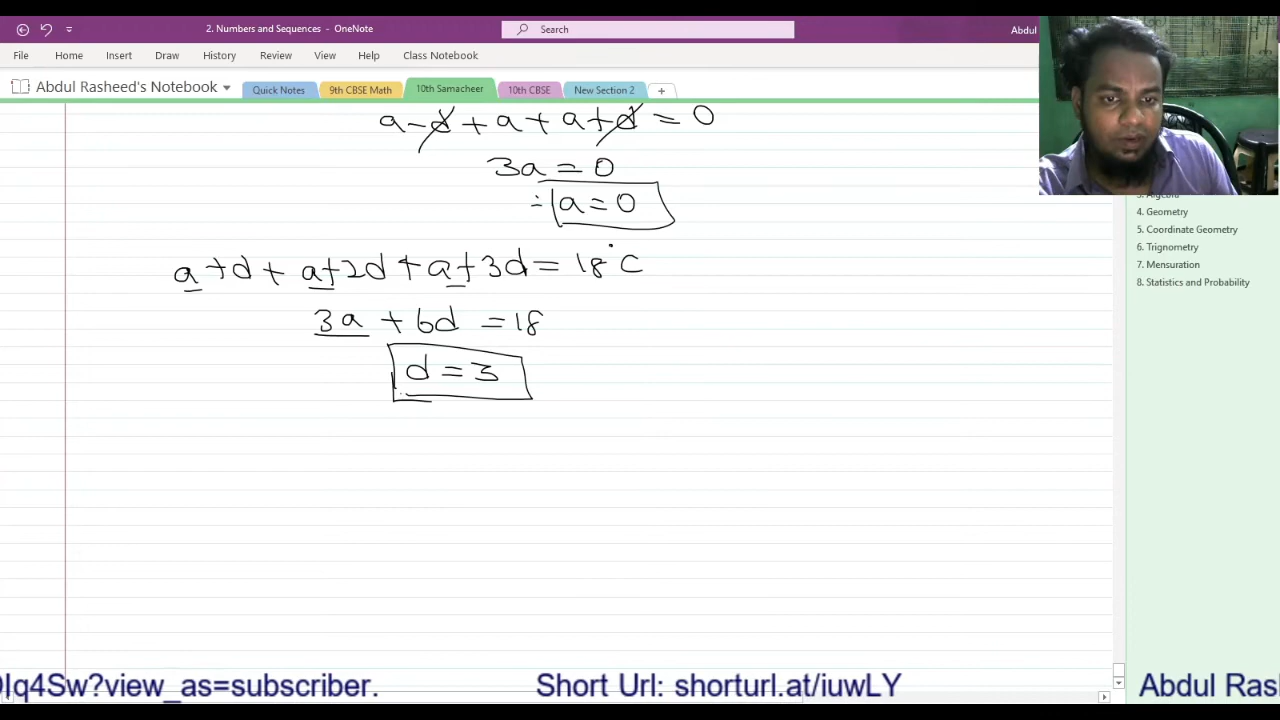 2. Numbers and Sequences - OneNote
Search
Abdul
File Home Insert Draw History Review View Help Class Notebook
Abdul Rasheed's Notebook
Quick Notes
9th CBSE Math
10th Samacheer
10th CBSE
New Section 2
a-d + a + a+d = 0
3a = 0
∴ a = 0
a+d + a+2d + a+3d = 18°C
3a + 6d = 18
d = 3
3. Algebra
4. Geometry
5. Coordinate Geometry
6. Trignometry
7. Mensuration
8. Statistics and Probability
Iq4Sw?view_as=subscriber.
Short Url: shorturl.at/iuwLY
Abdul Ras